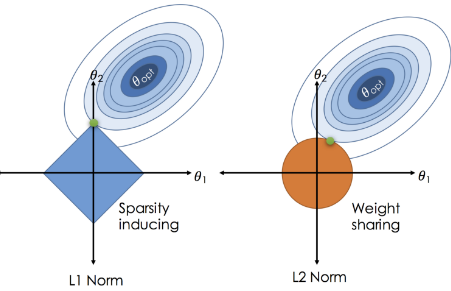 θ2
θopt
θ1
Sparsity
inducing
L1 Norm
θ2
θopt
θ1
Weight
sharing
L2 Norm